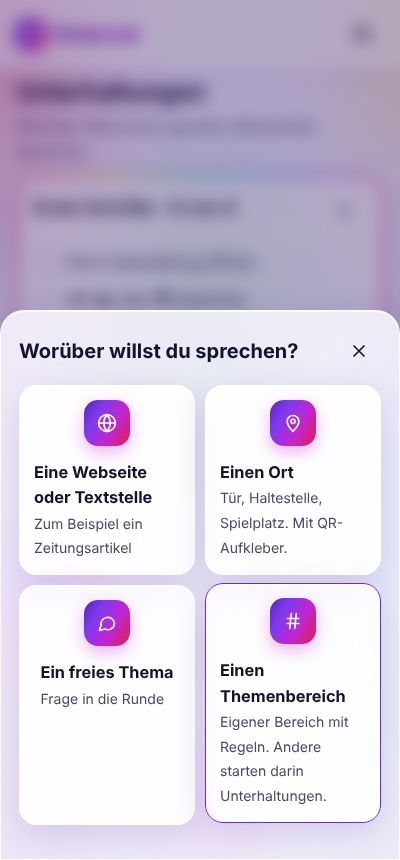 Unterhaltungen
Worüber willst du sprechen?
Eine Webseite
oder Textstelle
Zum Beispiel ein
Zeitungsartikel
Einen Ort
Tür, Haltestelle,
Spielplatz. Mit QR-
Aufkleber.
Ein freies Thema
Frage in die Runde
Einen
Themenbereich
Eigener Bereich mit
Regeln. Andere
starten darin
Unterhaltungen.